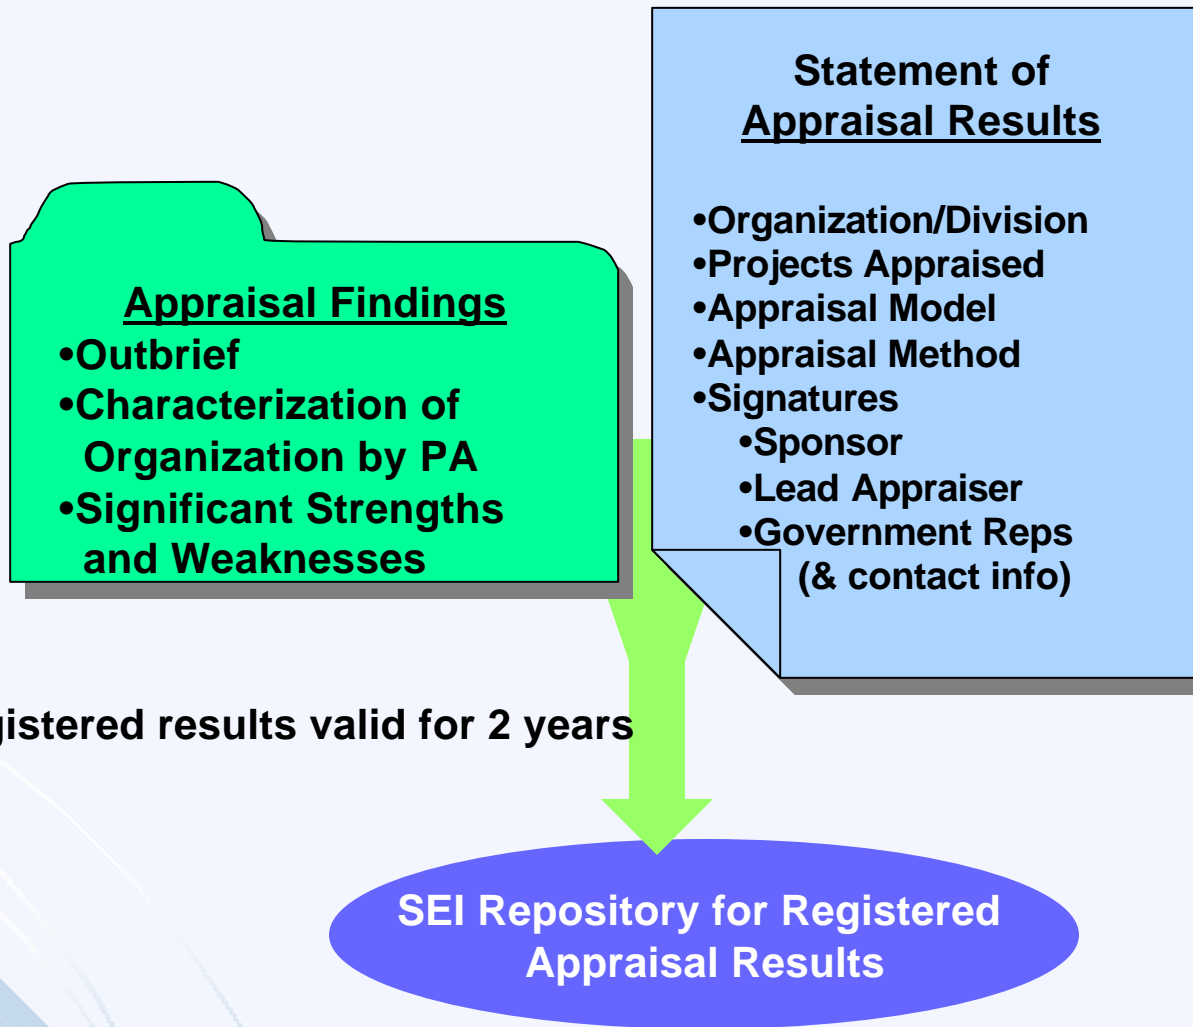 Statement of
Appraisal Results
•Organization/Division
•Projects Appraised
•Appraisal Model
•Appraisal Method
•Signatures
•Sponsor
•Lead Appraiser
•Government Reps
(& contact info)
Appraisal Findings
•Outbrief
•Characterization of
Organization by PA
•Significant Strengths
and Weaknesses
results valid for 2 years
SEI Repository for Registered
Appraisal Results